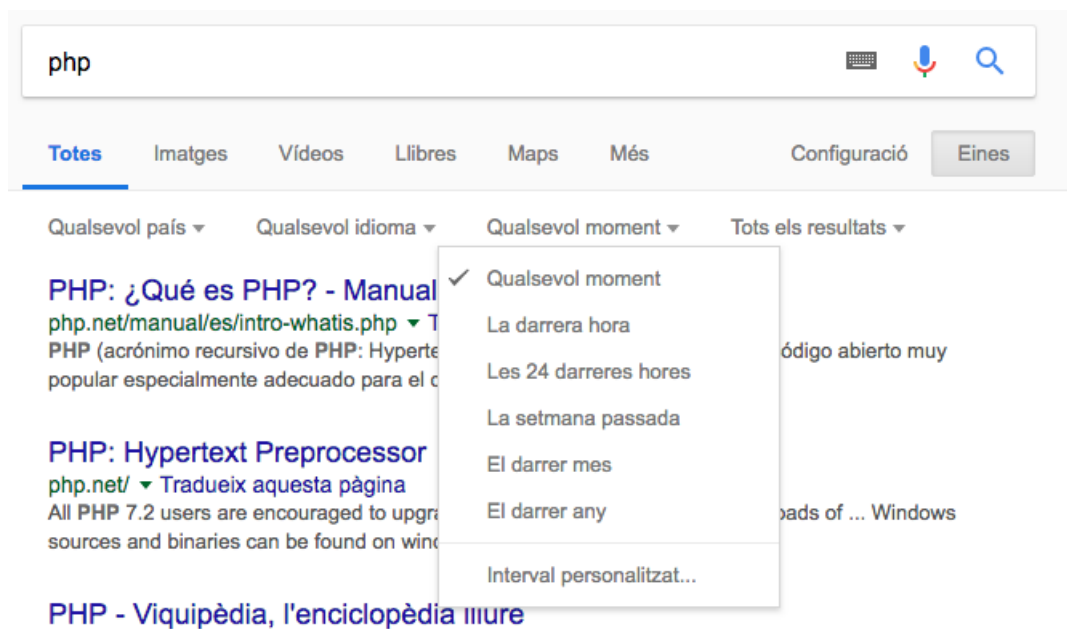 php
Totes Imatges Vídeos Llibres Maps Més Configuració Eines
Qualsevol país Qualsevol idioma Qualsevol moment Tots els resultats
Qualsevol moment
La darrera hora
Les 24 darreres hores
La setmana passada
El darrer mes
El darrer any
Interval personalitzat...
PHP: ¿Qué es PHP? - Manual
php.net/manual/es/intro-whatis.php
PHP (acrónimo recursivo de PHP: ódigo abierto muy
popular especialmente adecuado para el
PHP: Hypertext Preprocessor
php.net/ Tradueix aquesta pàgina
All PHP 7.2 users are encouraged to of ... Windows
sources and binaries can be found on
PHP - Viquipèdia, l'enciclopèdia lliure